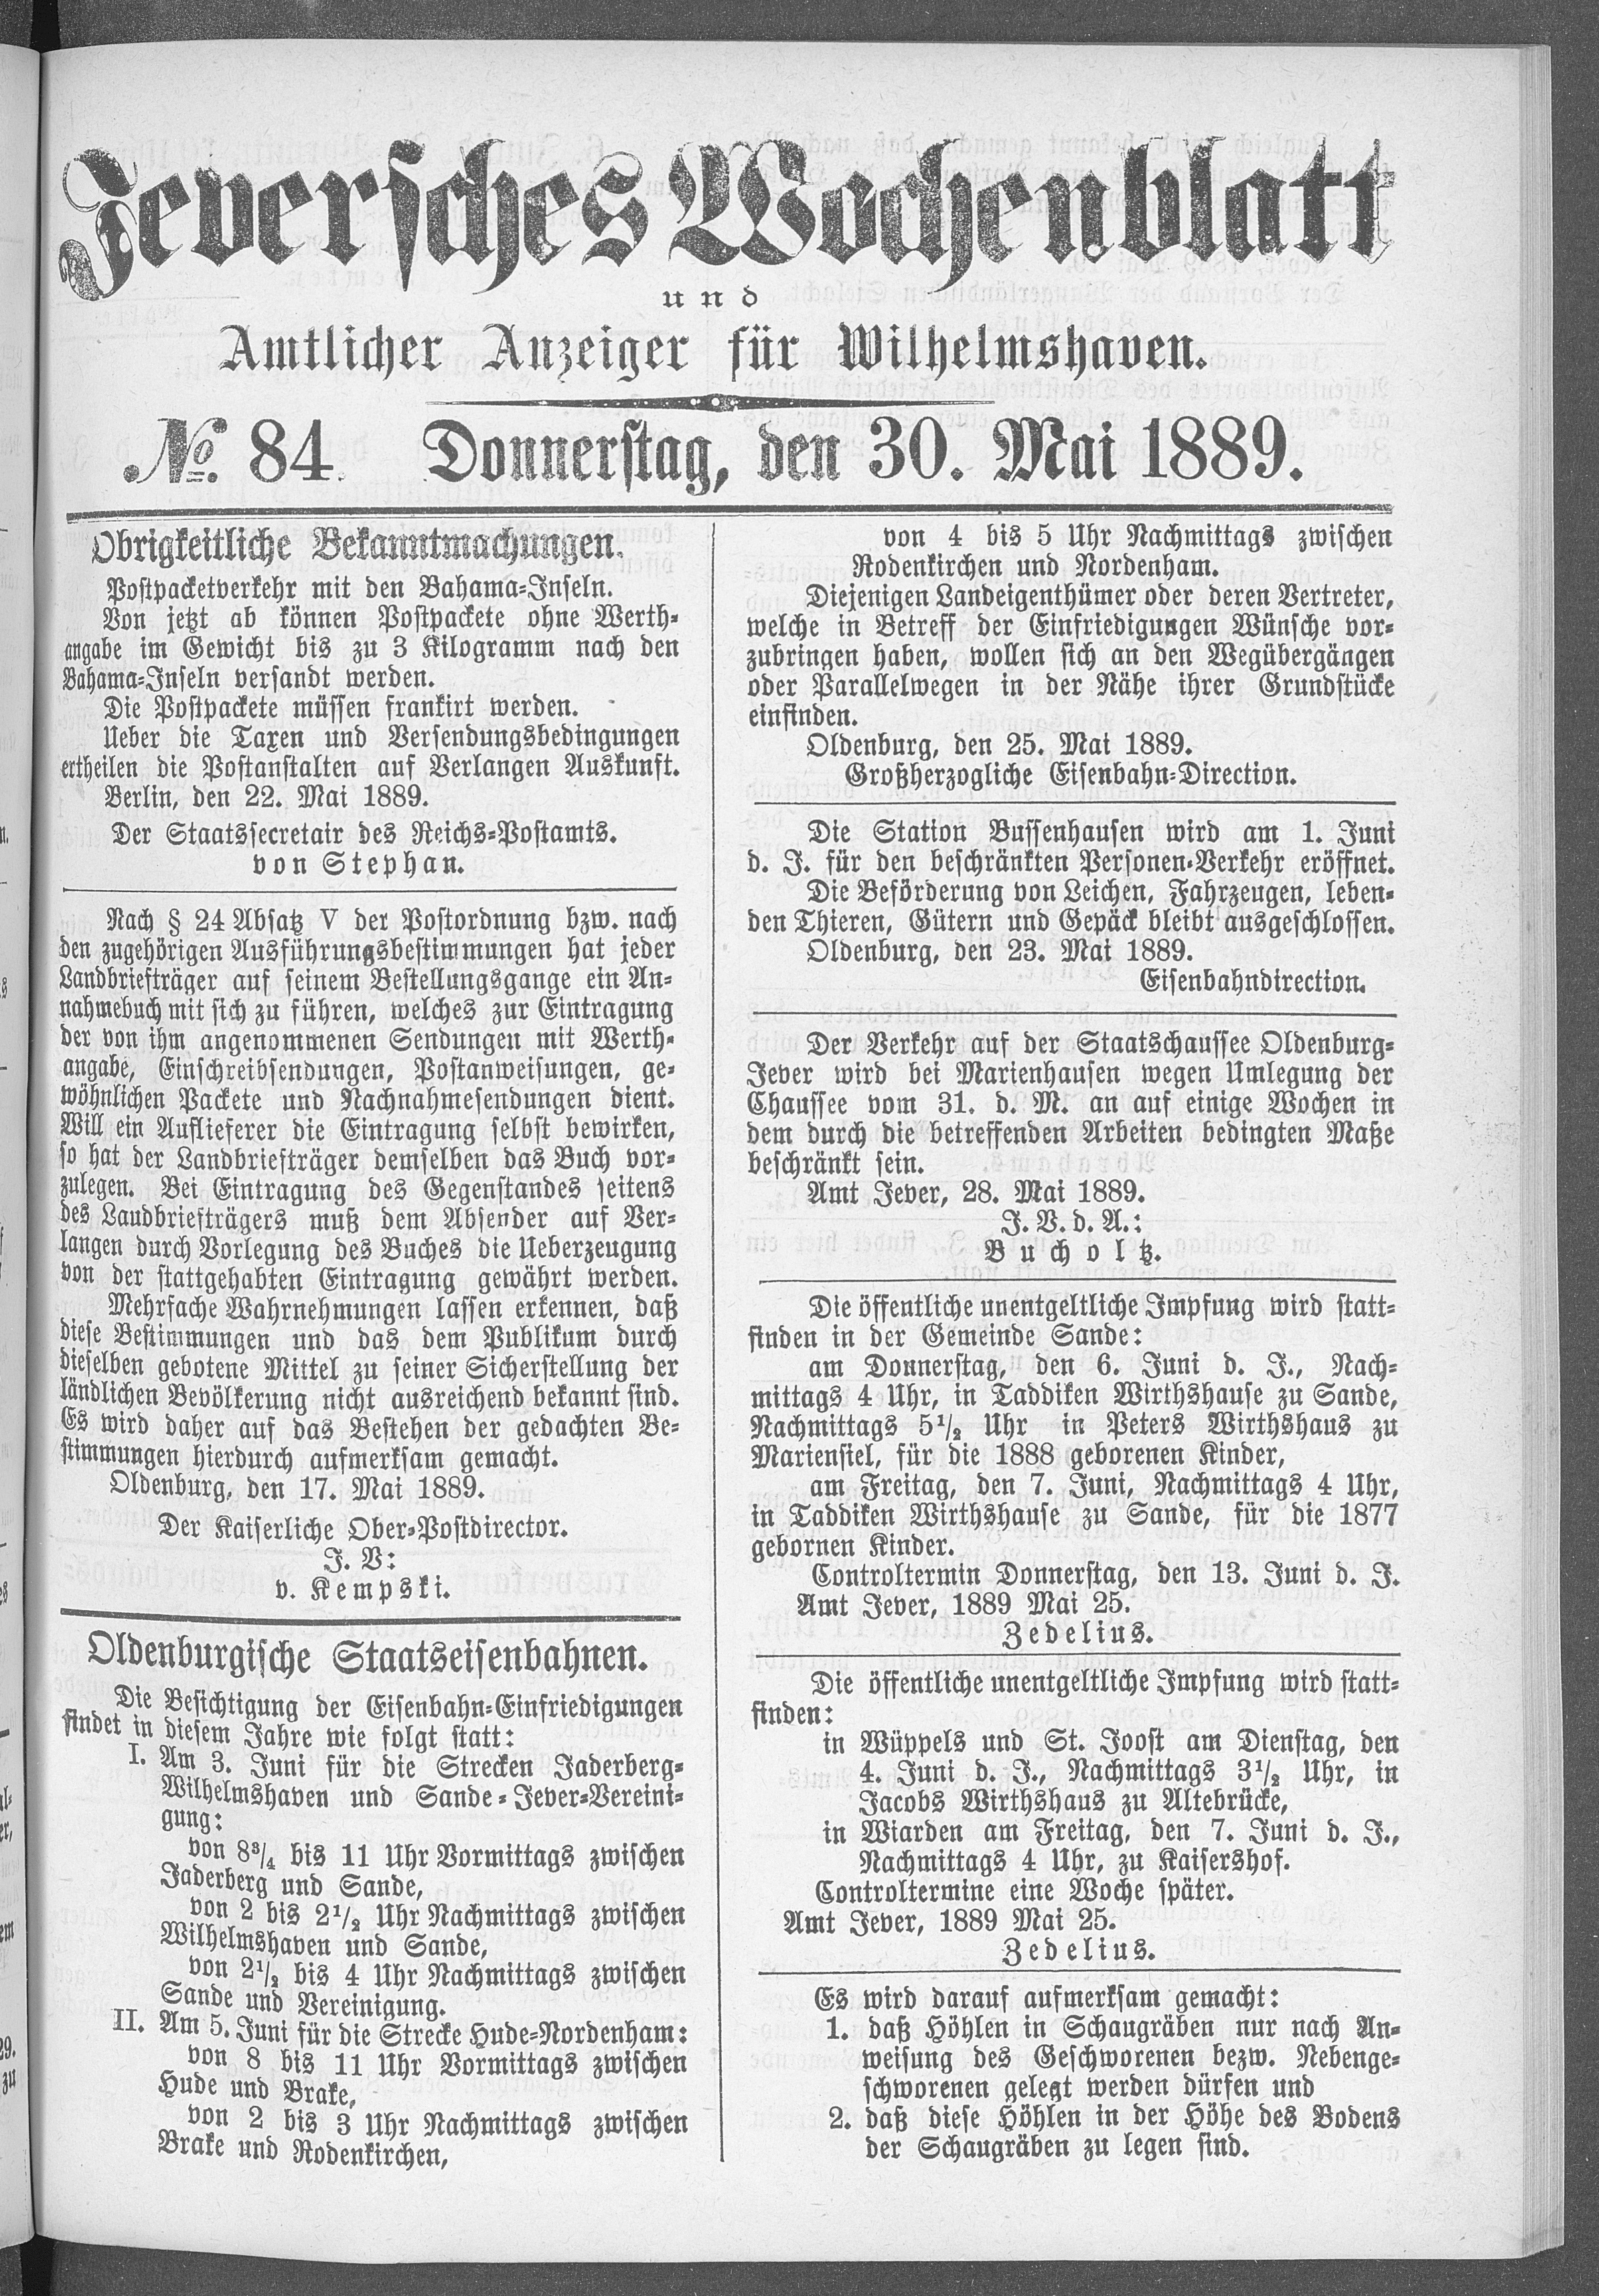 Jeversches Wochenblatt
und
Amtlicher Anzeiger für Wilhelmshaven.
№ 84. Donnerstag, den 30. Mai 1889.
Obrigkeitliche Bekanntmachungen.
Postpacketverkehr mit den Bahama-Inseln.
Von jetzt ab können Postpackete ohne Werth-
angabe im Gewicht bis zu 3 Kilogramm nach den
Bahama-Inseln versandt werden.
Die Postpackete müssen frankirt werden.
Ueber die Taxen und Versendungsbedingungen
ertheilen die Postanstalten auf Verlangen Auskunft.
Berlin, den 22. Mai 1889.
Der Staatssecretair des Reichs-Postamts.
von Stephan.
Nach § 24 Absatz V der Postordnung bzw. nach
den zugehörigen Ausführungsbestimmungen hat jeder
Landbriefträger auf seinem Bestellungsgange ein An-
nahmebuch mit sich zu führen, welches zur Eintragung
der von ihm angenommenen Sendungen mit Werth-
angabe, Einschreibsendungen, Postanweisungen, ge-
wöhnlichen Packete und Nachnahmesendungen dient.
Will ein Auflieferer die Eintragung selbst bewirken,
so hat der Landbriefträger demselben das Buch vor-
zulegen. Bei Eintragung des Gegenstandes seitens
des Laudbriefträgers muß dem Absender auf Ver-
langen durch Vorlegung des Buches die Ueberzeugung
von der stattgehabten Eintragung gewährt werden.
Mehrfache Wahrnehmungen lassen erkennen, daß
diese Bestimmungen und das dem Publikum durch
dieselben gebotene Mittel zu seiner Sicherstellung der
ländlichen Bevölkerung nicht ausreichend bekannt sind.
Es wird daher auf das Bestehen der gedachten Be-
stimmungen hierdurch aufmerksam gemacht.
Oldenburg, den 17. Mai 1889.
Der Kaiserliche Ober-Postdirector.
J. V:
v. Kempski.
Oldenburgische Staatseisenbahnen.
Die Besichtigung der Eisenbahn-Einfriedigungen
findet in diesem Jahre wie folgt statt:
I. Am 3. Juni für die Strecken Jaderberg-
Wilhelmshaven und Sande-Jever-Vereini-
gung:
von 8¾ bis 11 Uhr Vormittags zwischen
Jaderberg und Sande,
von 2 bis 2½ Uhr Nachmittags zwischen
Wilhelmshaven und Sande,
von 2½ bis 4 Uhr Nachmittags zwischen
Sande und Vereinigung.
II. Am 5. Juni für die Strecke Hude-Nordenham:
von 8 bis 11 Uhr Vormittags zwischen
Hude und Brake,
von 2 bis 3 Uhr Nachmittags zwischen
Brake und Rodenkirchen,
von 4 bis 5 Uhr Nachmittags zwischen
Rodenkirchen und Nordenham.
Diejenigen Landeigenthümer oder deren Vertreter,
welche in Betreff der Einfriedigungen Wünsche vor-
zubringen haben, wollen sich an den Wegübergängen
oder Parallelwegen in der Nähe ihrer Grundstücke
einfinden.
Oldenburg, den 25. Mai 1889.
Großherzogliche Eisenbahn-Direction.
Die Station Bussenhausen wird am 1. Juni
d. J. für den beschränkten Personen-Verkehr eröffnet.
Die Beförderung von Leichen, Fahrzeugen, leben-
den Thieren, Gütern und Gepäck bleibt ausgeschlossen.
Oldenburg, den 23. Mai 1889.
Eisenbahndirection.
Der Verkehr auf der Staatschaussee Oldenburg-
Jever wird bei Marienhausen wegen Umlegung der
Chaussee vom 31. d. M. an auf einige Wochen in
dem durch die betreffenden Arbeiten bedingten Maße
beschränkt sein.
Amt Jever, 28. Mai 1889.
J. V. d. A.:
Bucholtz.
Die öffentliche unentgeltliche Impfung wird statt-
finden in der Gemeinde Sande:
am Donnerstag, den 6. Juni d. J., Nach-
mittags 4 Uhr, in Taddiken Wirthshause zu Sande,
Nachmittags 5½ Uhr in Peters Wirthshaus zu
Mariensiel, für die 1888 geborenen Kinder,
am Freitag, den 7. Juni, Nachmittags 4 Uhr,
in Taddiken Wirthshause zu Sande, für die 1877
gebornen Kinder.
Controltermin Donnerstag, den 13. Juni d. J.
Amt Jever, 1889 Mai 25.
Zedelius.
Die öffentliche unentgeltliche Impfung wird statt-
finden:
in Wüppels und St. Joost am Dienstag, den
4. Juni d. J., Nachmittags 3½ Uhr, in
Jacobs Wirthshaus zu Altebrücke,
in Wiarden am Freitag, den 7. Juni d. J.,
Nachmittags 4 Uhr, zu Kaisershof.
Controltermine eine Woche später.
Amt Jever, 1889 Mai 25.
Zedelius.
Es wird darauf aufmerksam gemacht:
1. daß Höhlen in Schaugräben nur nach An-
weisung des Geschworenen bezw. Nebenge-
schworenen gelegt werden dürfen und
2. daß diese Höhlen in der Höhe des Bodens
der Schaugräben zu legen sind.